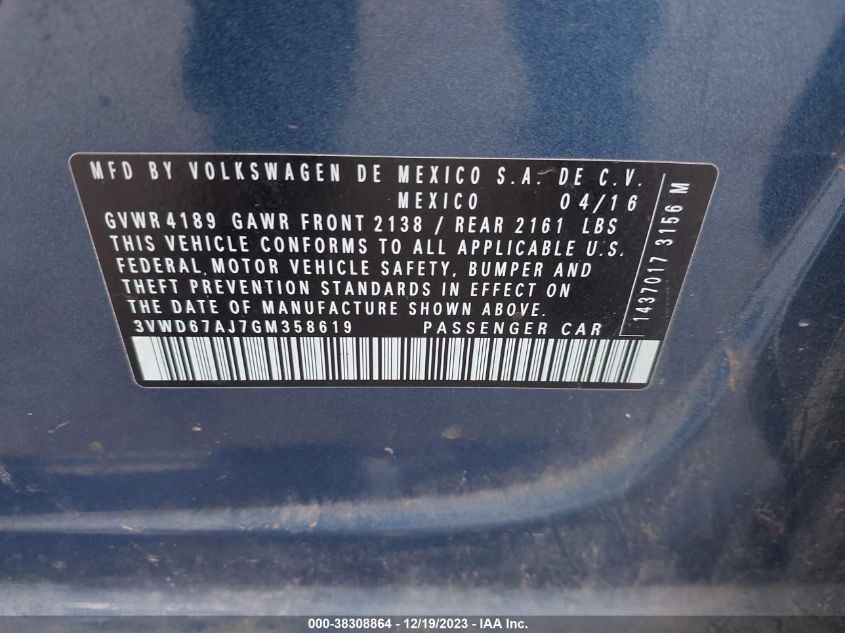 MFD BY VOLKSWAGEN DE MEXICO S.A. DE C.V.
MEXICO 04/16
GVWR 4189 GAWR FRONT 2138 / REAR 2161 LBS
THIS VEHICLE CONFORMS TO ALL APPLICABLE U.S.
FEDERAL MOTOR VEHICLE SAFETY, BUMPER AND
THEFT PREVENTION STANDARDS IN EFFECT ON
THE DATE OF MANUFACTURE SHOWN ABOVE.
3VWD67AJ7GM358619 PASSENGER CAR
1437017 3156 M
000-38308864 - 12/19/2023 - IAA Inc.